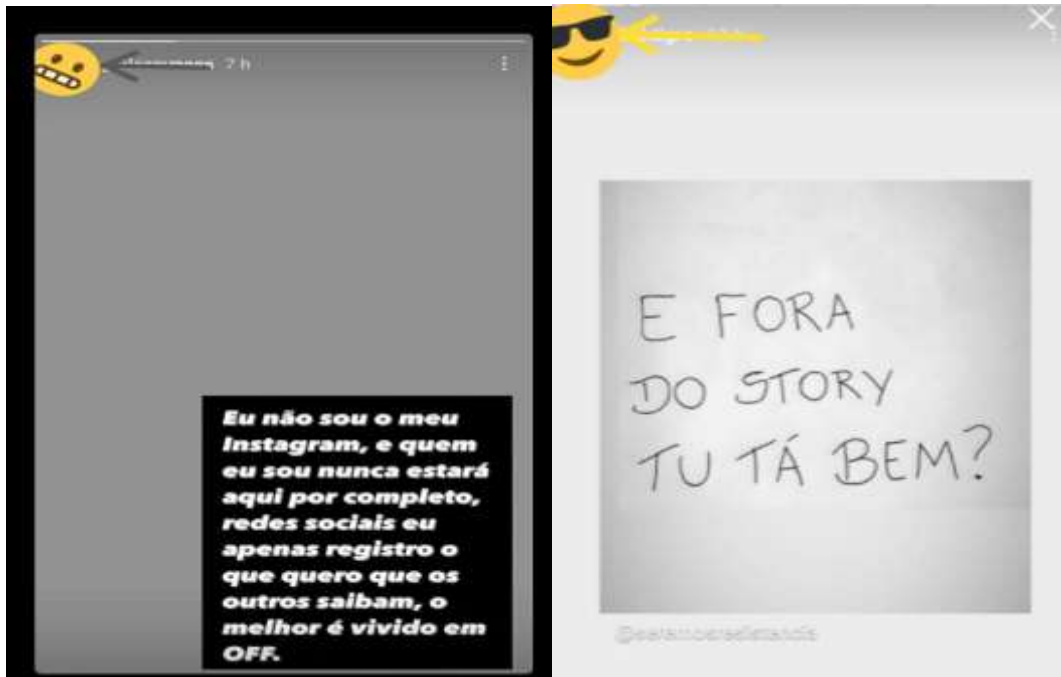 2 h
Eu não sou o meu
Instagram, e quem
eu sou nunca estará
aqui por completo,
redes sociais eu
apenas registro o
que quero que os
outros saibam, o
melhor é vivido em
OFF.
E FORA
DO STORY
TU TÁ BEM?